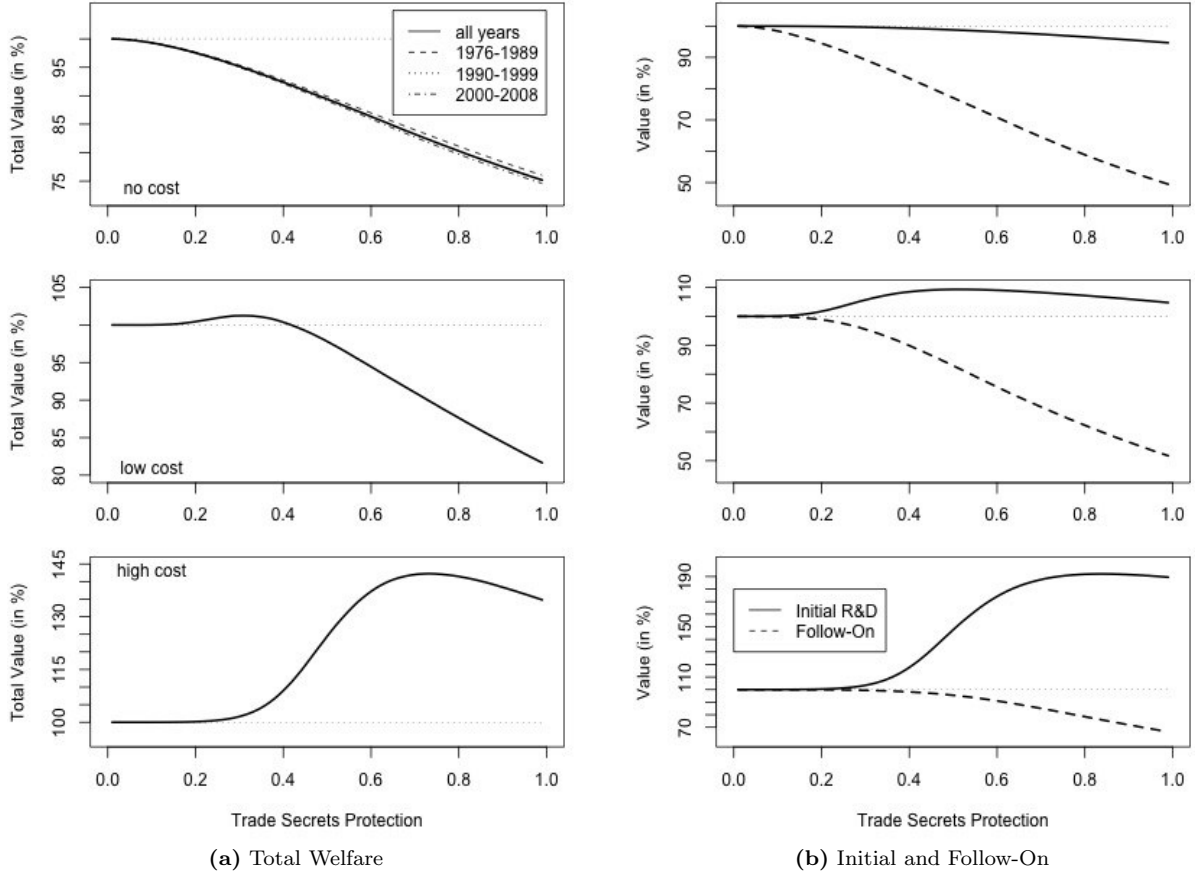 Total Value (in %)
95
85
75
all years
1976-1989
1990-1999
2000-2008
no cost
0.0 0.2 0.4 0.6 0.8 1.0
Value (in %)
90
70
50
0.0 0.2 0.4 0.6 0.8 1.0
Total Value (in %)
105
95
90
85
80
low cost
0.0 0.2 0.4 0.6 0.8 1.0
Value (in %)
110
90
70
50
0.0 0.2 0.4 0.6 0.8 1.0
Total Value (in %)
145
130
115
100
high cost
0.0 0.2 0.4 0.6 0.8 1.0
Trade Secrets Protection
(a) Total Welfare
Value (in %)
190
150
110
70
Initial R&D
Follow-On
0.0 0.2 0.4 0.6 0.8 1.0
Trade Secrets Protection
(b) Initial and Follow-On